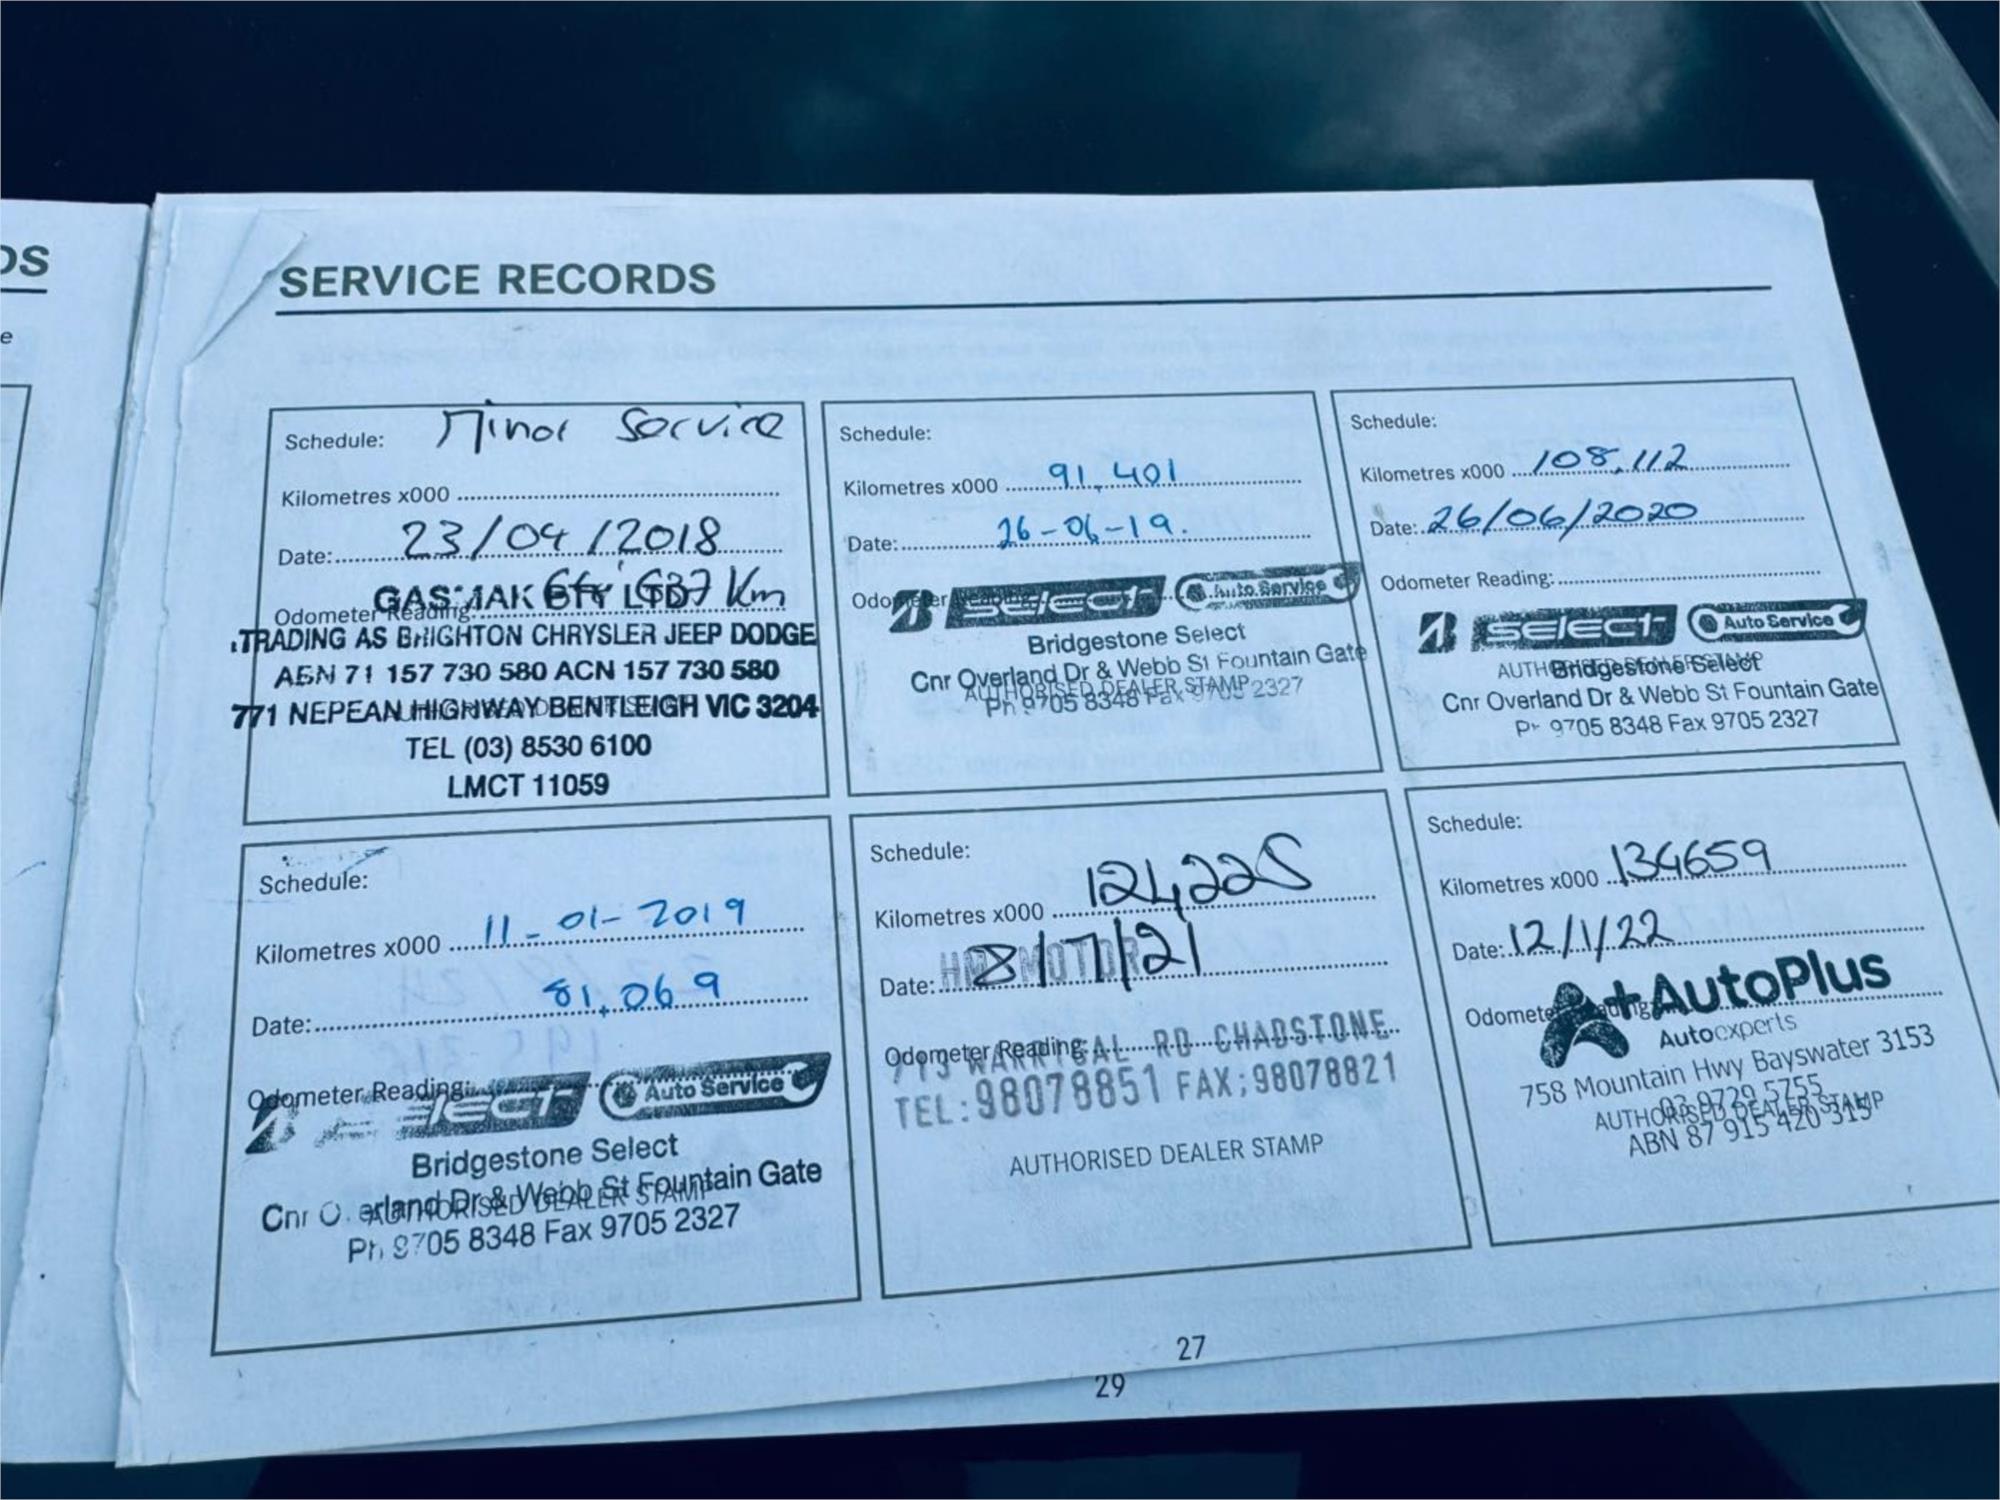 DS
e
SERVICE RECORDS
Schedule: Minor Service
Kilometres x000
Date: 23/04/2018
Odometer Reading: 637 Km
TRADING AS BRIGHTON CHRYSLER JEEP DODGE
ABN 71 157 730 580 ACN 157 730 580
771 NEPEAN HIGHWAY BENTLEIGH VIC 3204
TEL (03) 8530 6100
LMCT 11059
Schedule:
Kilometres x000 91,401
Date: 26-06-19.
SELECT Auto Service
Bridgestone Select
Cnr Overland Dr & Webb St Fountain Gate
AUTHORISED DEALER STAMP
Ph 9705 8348 Fax 9705 2327
Schedule:
Kilometres x000 108,112
Date: 26/06/2020
Odometer Reading:
SELECT Auto Service
AUTHORISED DEALER STAMP
Bridgestone Select
Cnr Overland Dr & Webb St Fountain Gate
Ph 9705 8348 Fax 9705 2327
Schedule:
Kilometres x000 11-01-2019
Date: 81,069
Odometer Reading:
SELECT Auto Service
Bridgestone Select
Cnr Overland Dr & Webb St Fountain Gate
AUTHORISED DEALER STAMP
Ph 9705 8348 Fax 9705 2327
Schedule:
Kilometres x000 124,225
Date: 8/7/21
MOTOR
Odometer Reading:
RD CHADSTONE
TEL:98078851 FAX;98078821
AUTHORISED DEALER STAMP
Schedule:
Kilometres x000 134659
Date: 12/1/22
Odometer Reading:
A+AutoPlus
Autoexperts
758 Mountain Hwy Bayswater 3153
03 9729 5755
AUTHORISED DEALER STAMP
ABN 87 915 420 315
27
29